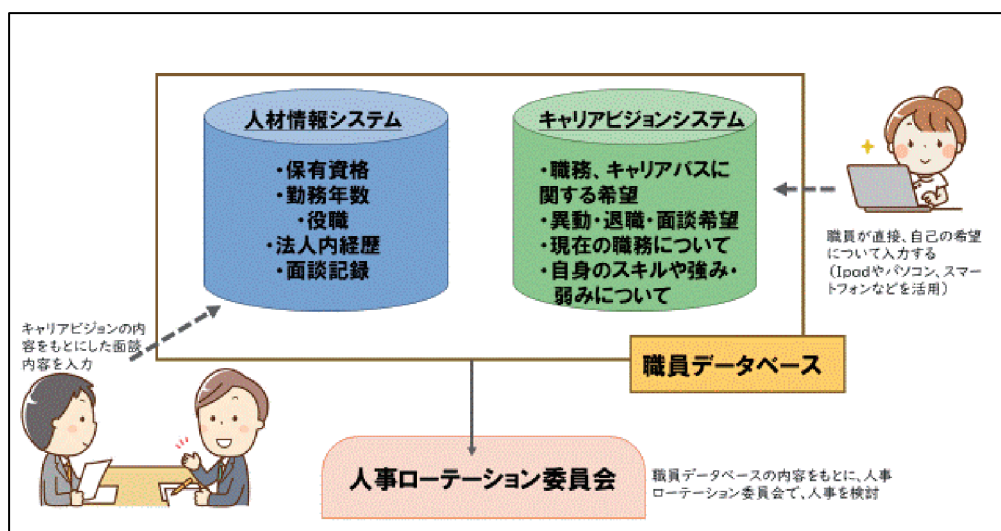 人材情報システム
・保有資格
・勤務年数
・役職
・法人内経歴
・面談記録
キャリアビジョンシステム
・職務、キャリアパスに
関する希望
・異動・退職・面談希望
・現在の職務について
・自身のスキルや強み・
弱みについて
職員が直接、自己の希望
について入力する
（Ipadやパソコン、スマー
トフォンなどを活用）
キャリアビジョンの内
容をもとにした面談
内容を入力
職員データベース
人事ローテーション委員会
職員データベースの内容をもとに、人事
ローテーション委員会で、人事を検討